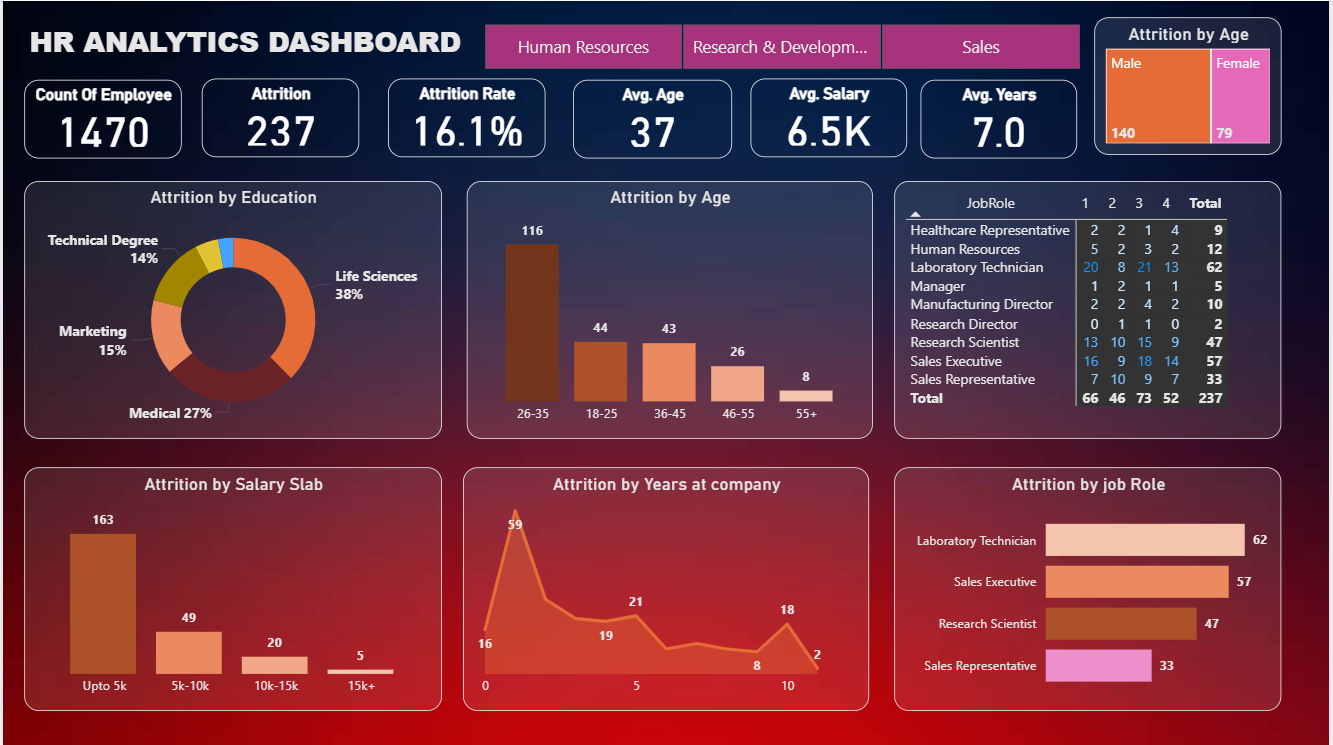 HR ANALYTICS DASHBOARD
Human Resources
Research & Developm...
Sales
Attrition by Age
Male
Female
140
79
Count Of Employee
1470
Attrition
237
Attrition Rate
16.1%
Avg. Age
37
Avg. Salary
6.5K
Avg. Years
7.0
Attrition by Education
Technical Degree
14%
Life Sciences
38%
Marketing
15%
Medical 27%
Attrition by Age
116
44
43
26
8
26-35 18-25 36-45 46-55 55+
JobRole 1 2 3 4 Total
Healthcare Representative 2 2 1 4 9
Human Resources 5 2 3 2 12
Laboratory Technician 20 8 21 13 62
Manager 1 2 1 1 5
Manufacturing Director 2 2 4 2 10
Research Director 0 1 1 0 2
Research Scientist 13 10 15 9 47
Sales Executive 16 9 18 14 57
Sales Representative 7 10 9 7 33
Total 66 46 73 52 237
Attrition by Salary Slab
163
49
20
5
Upto 5k 5k-10k 10k-15k 15k+
Attrition by Years at company
59
16
19
21
8
18
2
0 5 10
Attrition by job Role
Laboratory Technician 62
Sales Executive 57
Research Scientist 47
Sales Representative 33